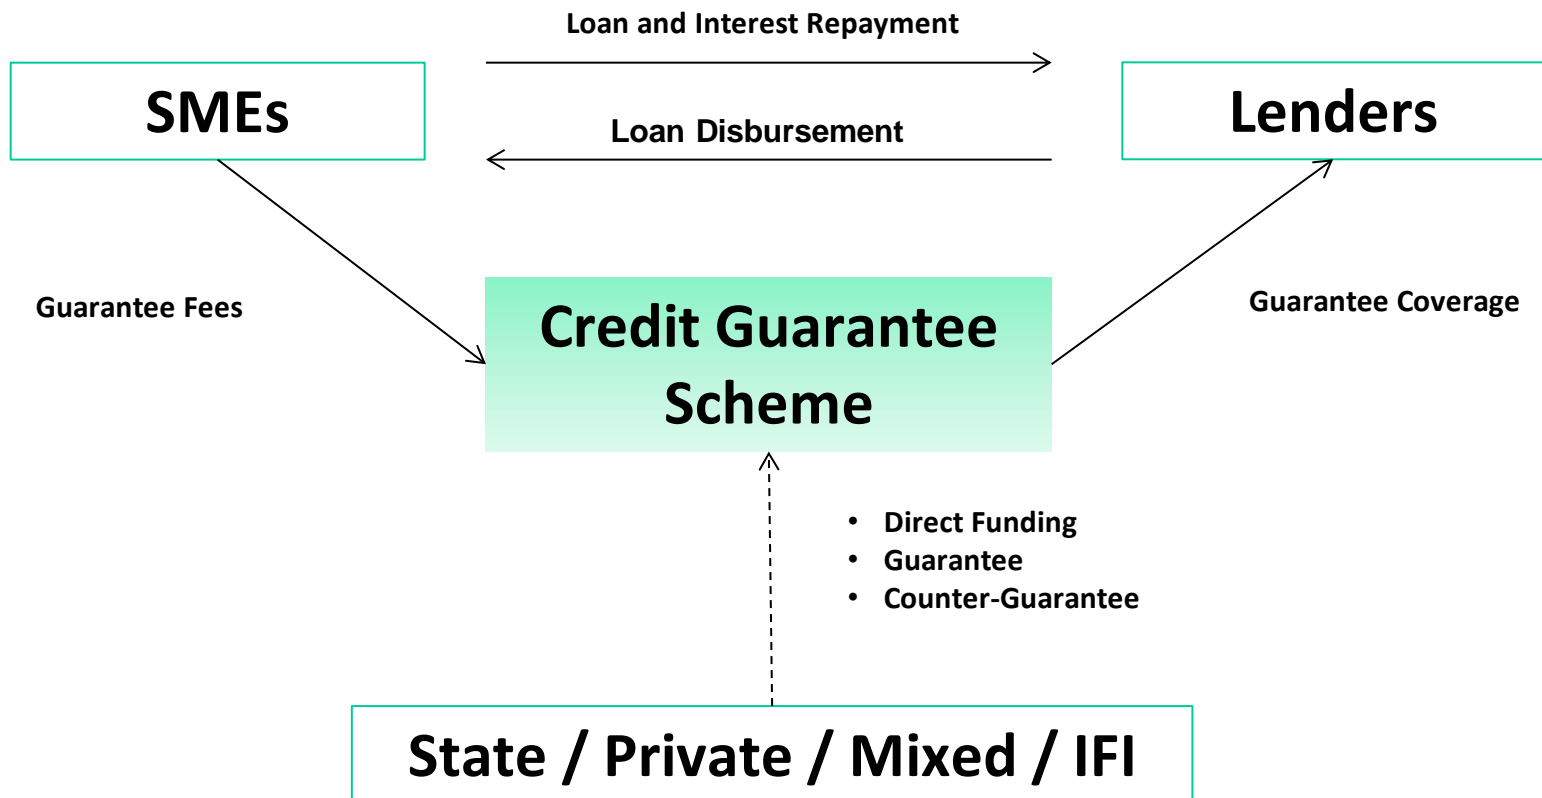 Loan and Interest Repayment
SMEs
Lenders
Loan Disbursement
Guarantee Fees
Credit Guarantee
Scheme
Guarantee Coverage
• Direct Funding
• Guarantee
• Counter-Guarantee
State / Private / Mixed / IFI